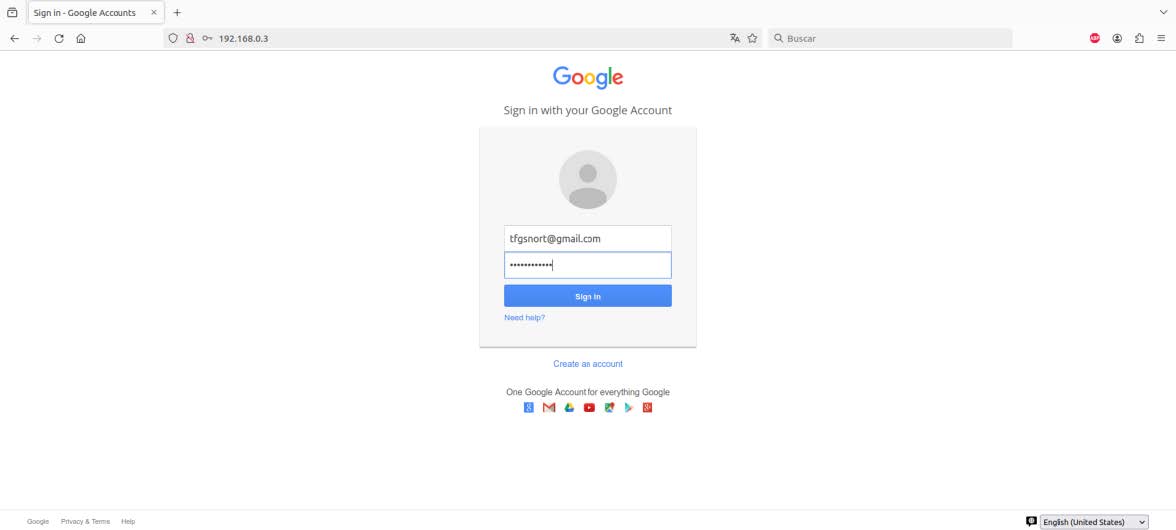 Sign in - Google Accounts
192.168.0.3
Buscar
ABP
Google
Sign in with your Google Account
tfgsnort@gmail.com
••••••••••••
Sign in
Need help?
Create an account
One Google Account for everything Google
Google Privacy & Terms Help
English (United States)